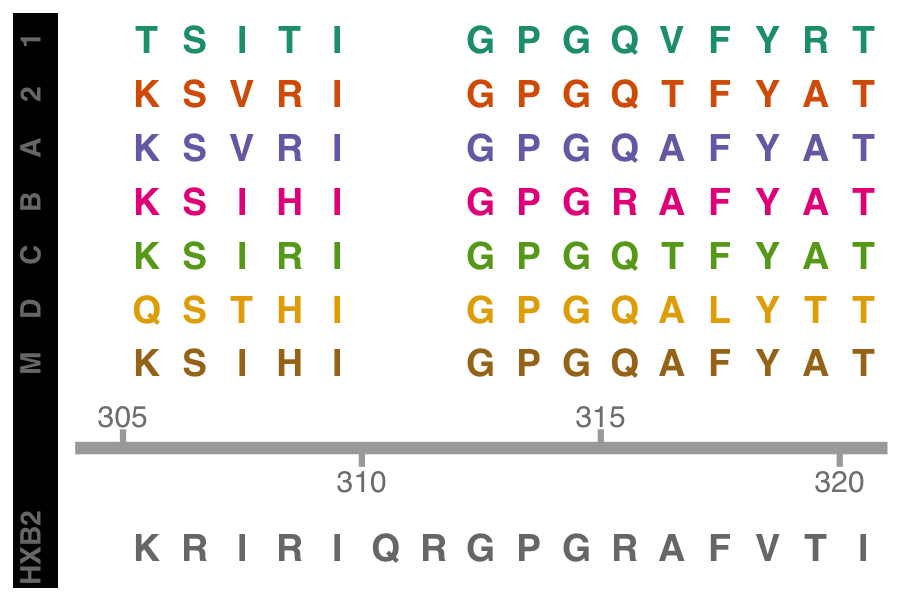 1 T S I T I G P G Q V F Y R T
2 K S V R I G P G Q T F Y A T
A K S V R I G P G Q A F Y A T
B K S I H I G P G R A F Y A T
C K S I R I G P G Q T F Y A T
D Q S T H I G P G Q A L Y T T
M K S I H I G P G Q A F Y A T
305 315
310 320
HXB2 K R I R I Q R G P G R A F V T I